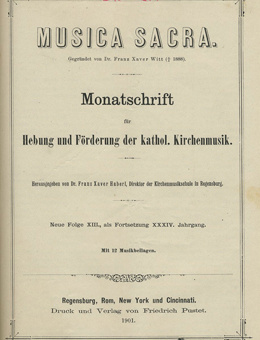 MUSICA SACRA.
Gegründet von Dr. Franz Xaver Witt († 1888).
Monatschrift
für
Hebung und Förderung der kathol. Kirchenmusik.
Herausgegeben von Dr. Franz Xaver Haberl, Direktor der Kirchenmusikschule in Regensburg.
Neue Folge XIII., als Fortsetzung XXXIV. Jahrgang.
Mit 12 Musikbeilagen.
Regensburg, Rom, New York und Cincinnati.
Druck und Verlag von Friedrich Pustet.
1901.